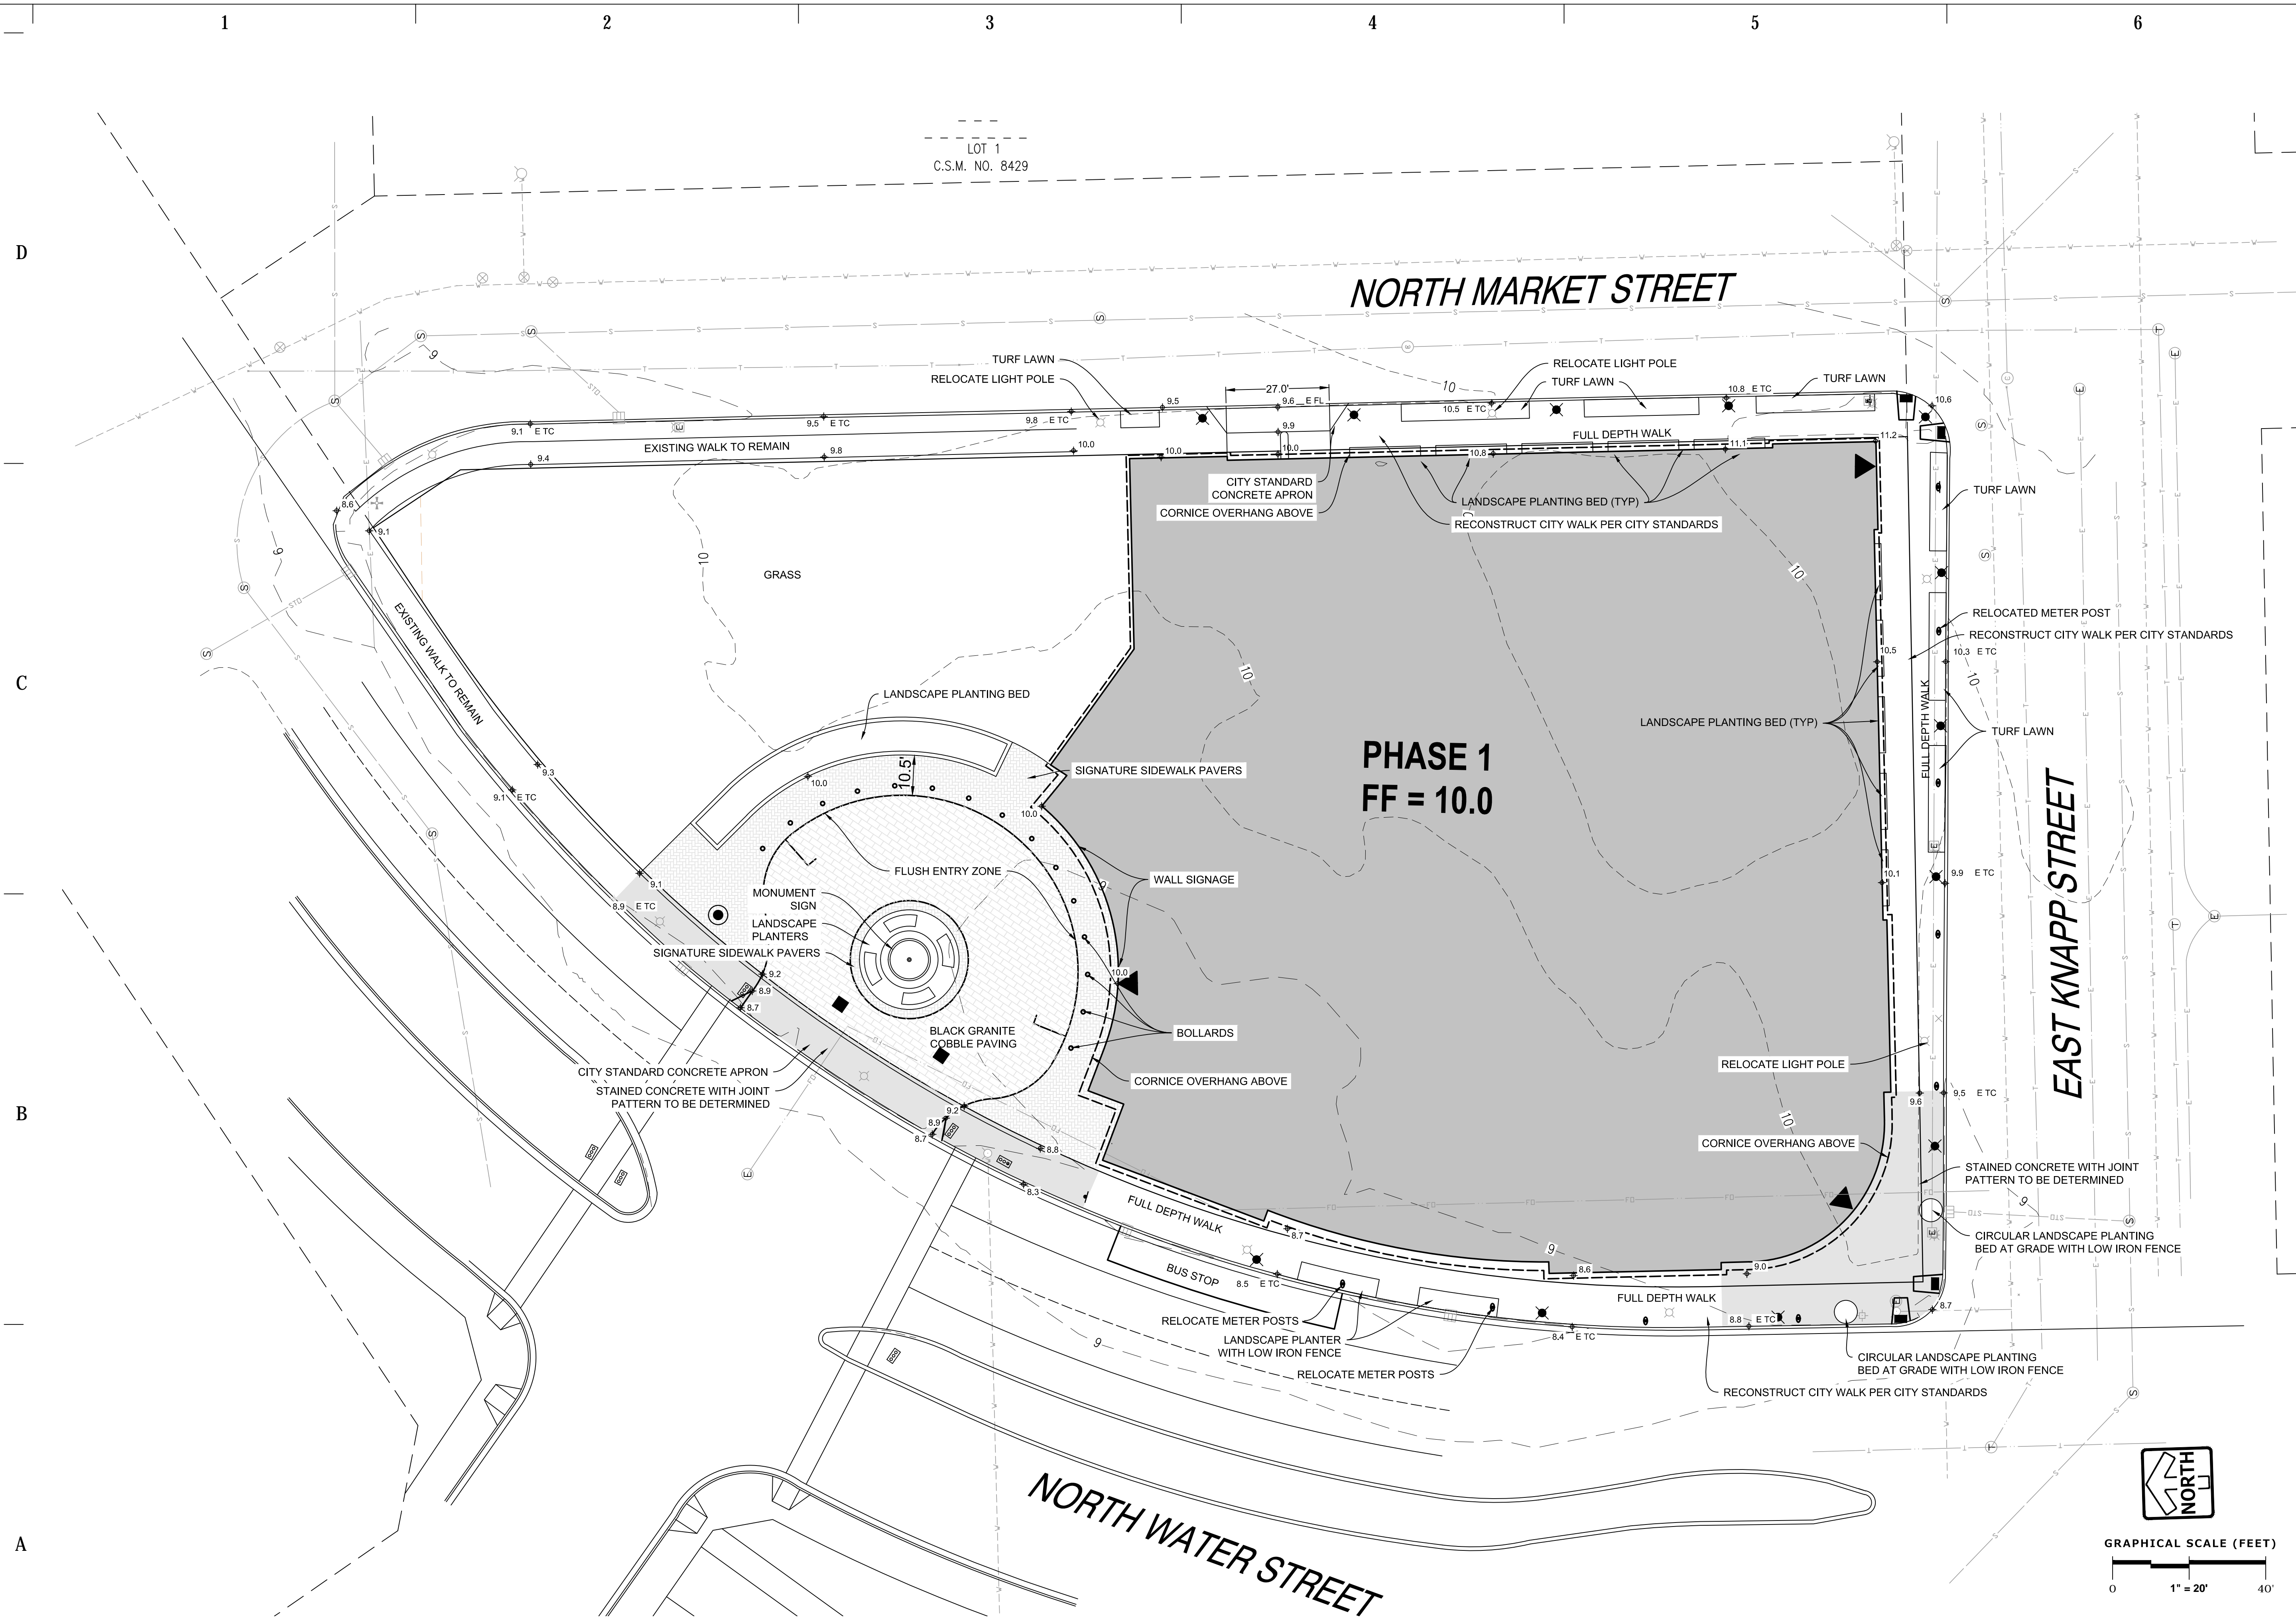 1 2 3 4 5 6
D
C
B
A
LOT 1
C.S.M. NO. 8429
NORTH MARKET STREET
TURF LAWN
RELOCATE LIGHT POLE
27.0'
RELOCATE LIGHT POLE
TURF LAWN
TURF LAWN
10
9
9.1 E TC
9.5 E TC
9.8 E TC
9.5
9.6 E FL
10.5 E TC
10.8 E TC
10.6
EXISTING WALK TO REMAIN
9.9
FULL DEPTH WALK
9.4
9.8
10.0
10.0
10.0
10.8
11.1
11.2
8.6
9.1
CITY STANDARD
CONCRETE APRON
CORNICE OVERHANG ABOVE
LANDSCAPE PLANTING BED (TYP)
RECONSTRUCT CITY WALK PER CITY STANDARDS
TURF LAWN
9
10
10
GRASS
EXISTING WALK TO REMAIN
RELOCATED METER POST
RECONSTRUCT CITY WALK PER CITY STANDARDS
10.5
10.3 E TC
10
10
LANDSCAPE PLANTING BED
LANDSCAPE PLANTING BED (TYP)
FULL DEPTH WALK
TURF LAWN
PHASE 1
FF = 10.0
9.3
9.1 E TC
10.5'
10.0
SIGNATURE SIDEWALK PAVERS
10.0
FLUSH ENTRY ZONE
WALL SIGNAGE
9
9.1
8.9 E TC
10.1
9.9 E TC
MONUMENT
SIGN
LANDSCAPE
PLANTERS
SIGNATURE SIDEWALK PAVERS
EAST KNAPP STREET
9.2
8.9
8.7
10.0
BLACK GRANITE
COBBLE PAVING
BOLLARDS
CITY STANDARD CONCRETE APRON
STAINED CONCRETE WITH JOINT
PATTERN TO BE DETERMINED
CORNICE OVERHANG ABOVE
RELOCATE LIGHT POLE
9.6
9.5 E TC
10
9.2
8.9
8.7
8.8
8.3
CORNICE OVERHANG ABOVE
STAINED CONCRETE WITH JOINT
PATTERN TO BE DETERMINED
9
FULL DEPTH WALK
8.7
CIRCULAR LANDSCAPE PLANTING
BED AT GRADE WITH LOW IRON FENCE
9
BUS STOP
8.5 E TC
8.6
9.0
FULL DEPTH WALK
8.7
RELOCATE METER POSTS
LANDSCAPE PLANTER
WITH LOW IRON FENCE
8.4 E TC
8.8 E TC
9
RELOCATE METER POSTS
CIRCULAR LANDSCAPE PLANTING
BED AT GRADE WITH LOW IRON FENCE
RECONSTRUCT CITY WALK PER CITY STANDARDS
NORTH WATER STREET
NORTH
GRAPHICAL SCALE (FEET)
0 1" = 20' 40'